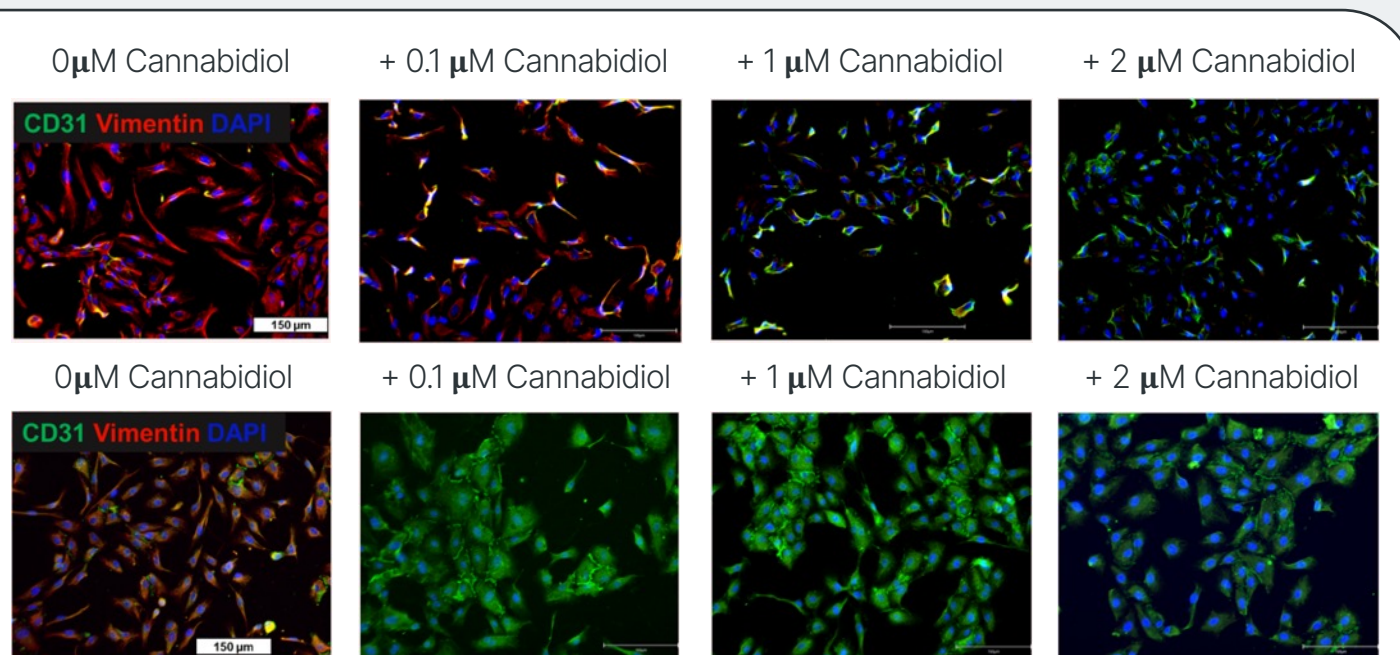 0μM Cannabidiol
+ 0.1 μM Cannabidiol
+ 1 μM Cannabidiol
+ 2 μM Cannabidiol
CD31 Vimentin DAPI
150 μm
0μM Cannabidiol
+ 0.1 μM Cannabidiol
+ 1 μM Cannabidiol
+ 2 μM Cannabidiol
CD31 Vimentin DAPI
150 μm